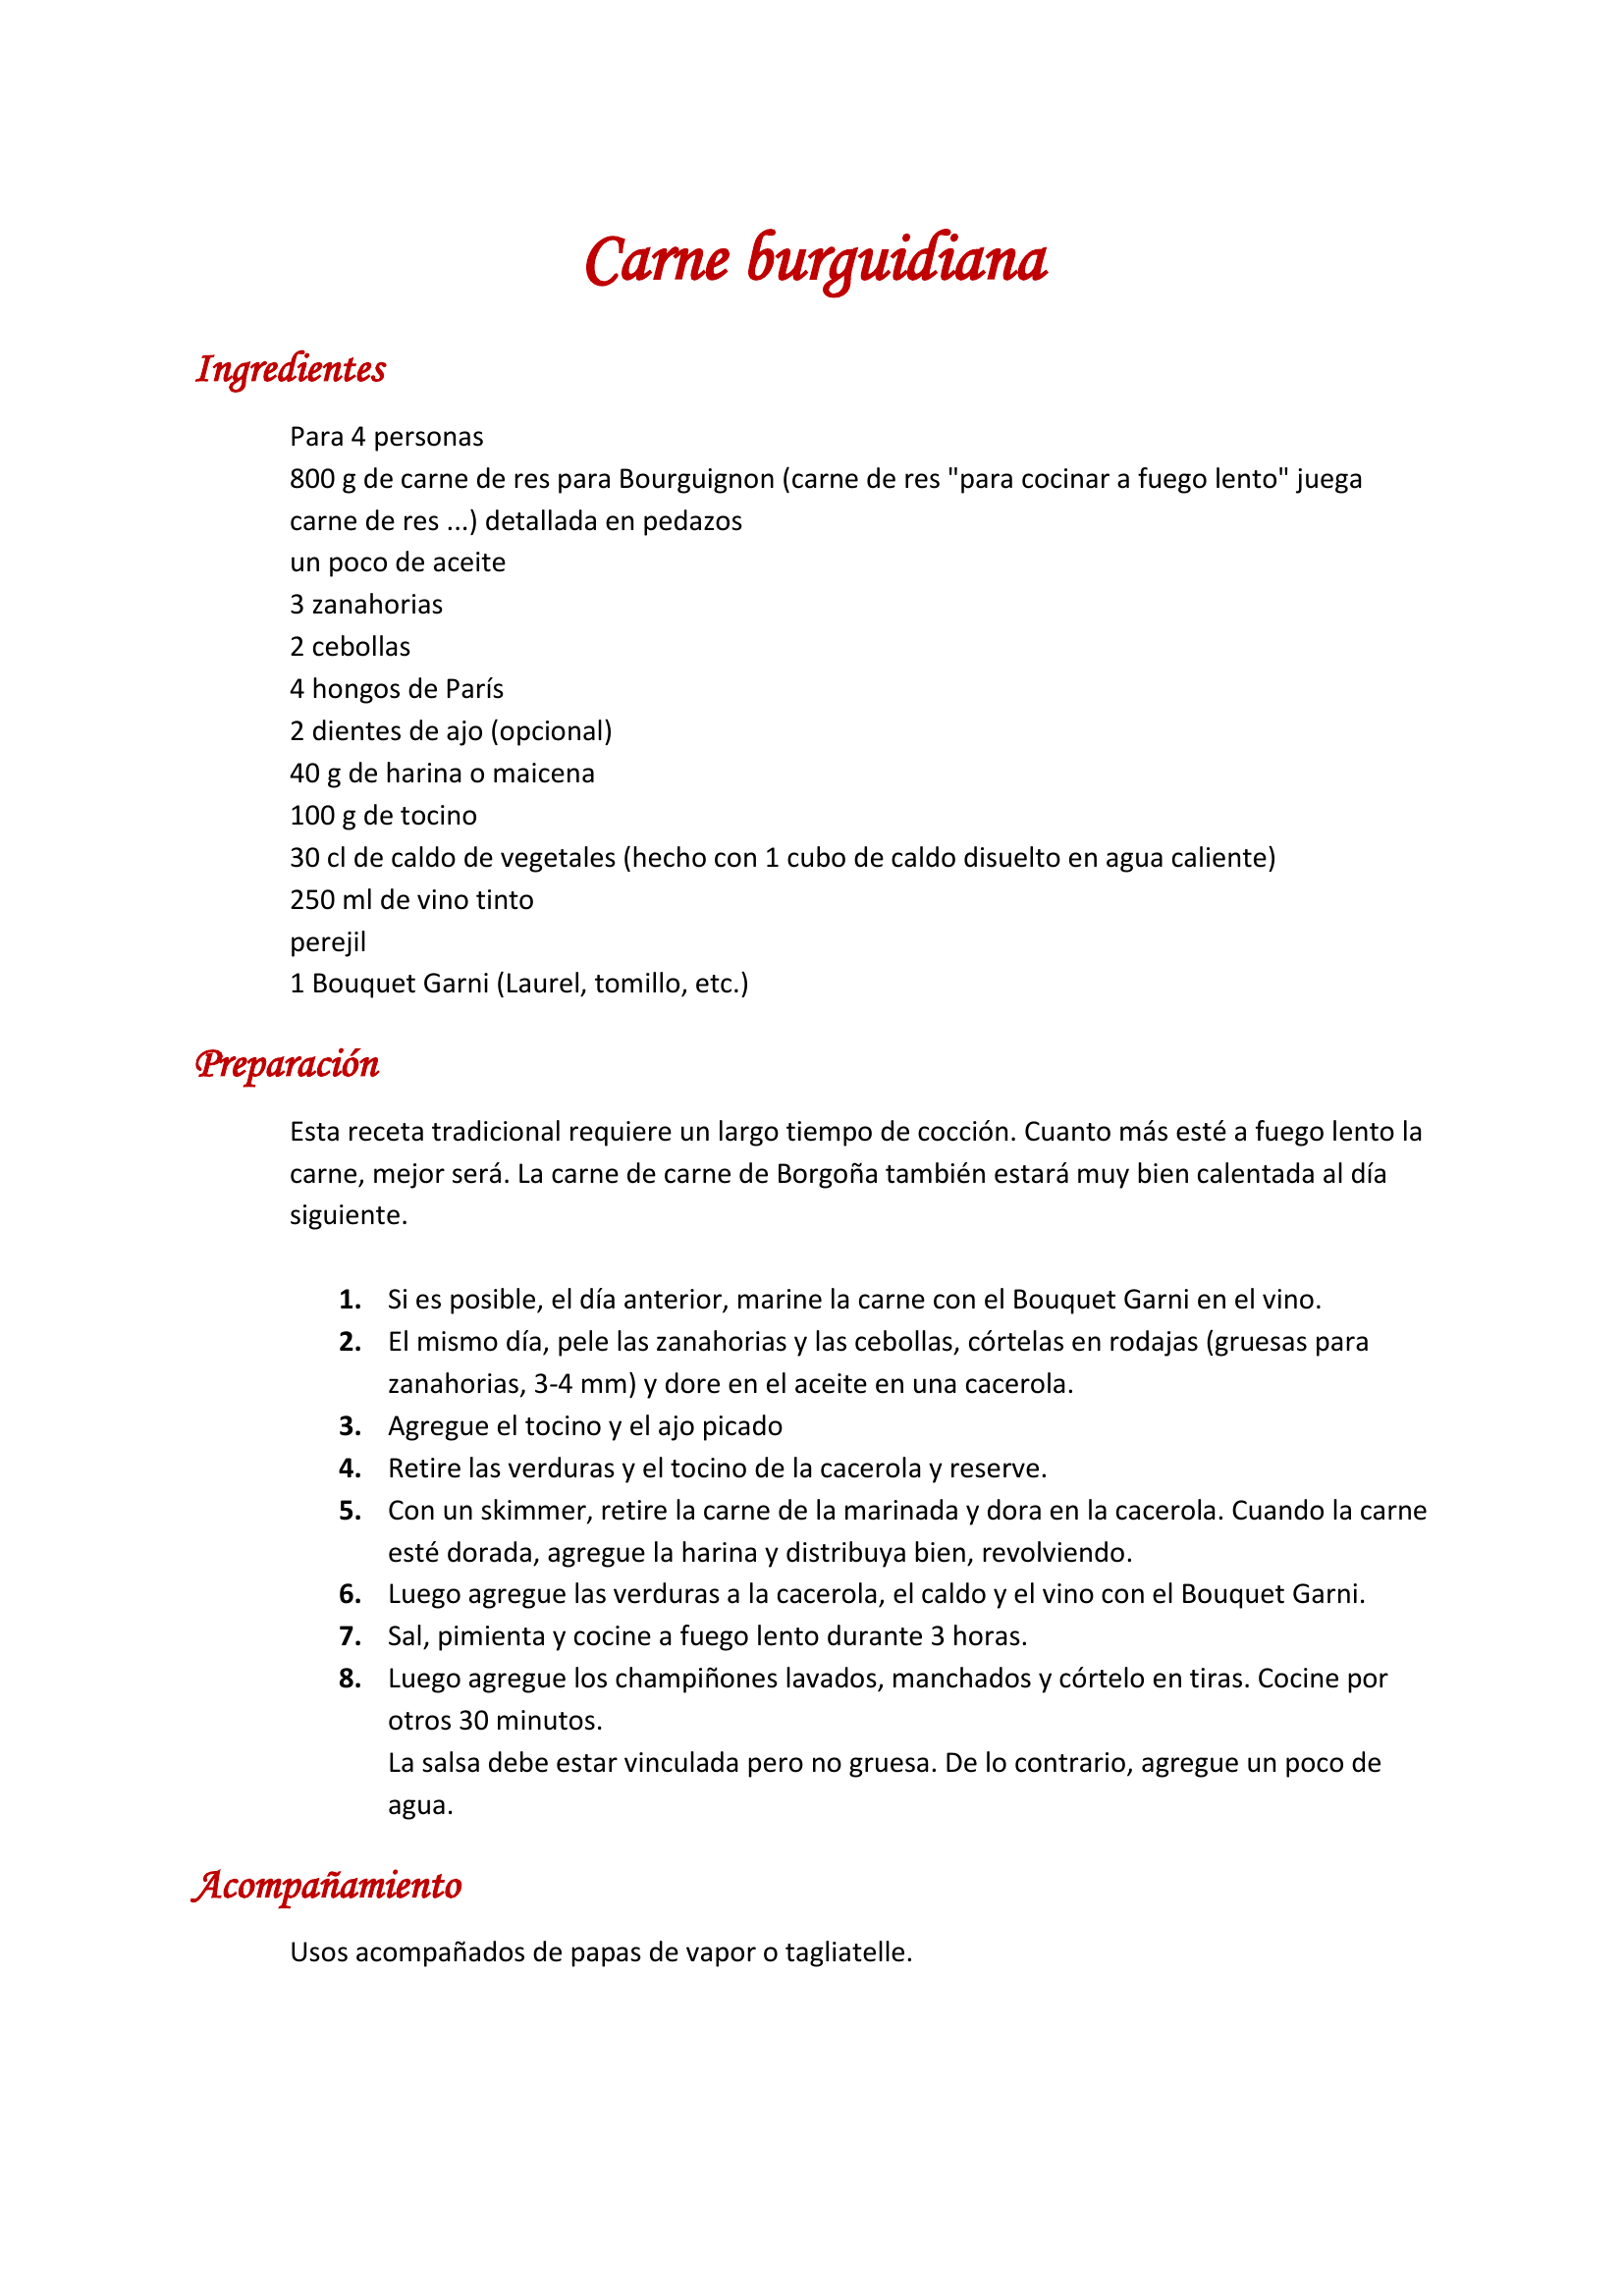 Carne burguidiana
Ingredientes
Para 4 personas
800 g de carne de res para Bourguignon (carne de res "para cocinar a fuego lento" juega
carne de res ...) detallada en pedazos
un poco de aceite
3 zanahorias
2 cebollas
4 hongos de París
2 dientes de ajo (opcional)
40 g de harina o maicena
100 g de tocino
30 cl de caldo de vegetales (hecho con 1 cubo de caldo disuelto en agua caliente)
250 ml de vino tinto
perejil
1 Bouquet Garni (Laurel, tomillo, etc.)
Preparación
Esta receta tradicional requiere un largo tiempo de cocción. Cuanto más esté a fuego lento la
carne, mejor será. La carne de carne de Borgoña también estará muy bien calentada al día
siguiente.
1. Si es posible, el día anterior, marine la carne con el Bouquet Garni en el vino.
2. El mismo día, pele las zanahorias y las cebollas, córtelas en rodajas (gruesas para
zanahorias, 3-4 mm) y dore en el aceite en una cacerola.
3. Agregue el tocino y el ajo picado
4. Retire las verduras y el tocino de la cacerola y reserve.
5. Con un skimmer, retire la carne de la marinada y dora en la cacerola. Cuando la carne
esté dorada, agregue la harina y distribuya bien, revolviendo.
6. Luego agregue las verduras a la cacerola, el caldo y el vino con el Bouquet Garni.
7. Sal, pimienta y cocine a fuego lento durante 3 horas.
8. Luego agregue los champiñones lavados, manchados y córtelo en tiras. Cocine por
otros 30 minutos.
La salsa debe estar vinculada pero no gruesa. De lo contrario, agregue un poco de
agua.
Acompañamiento
Usos acompañados de papas de vapor o tagliatelle.